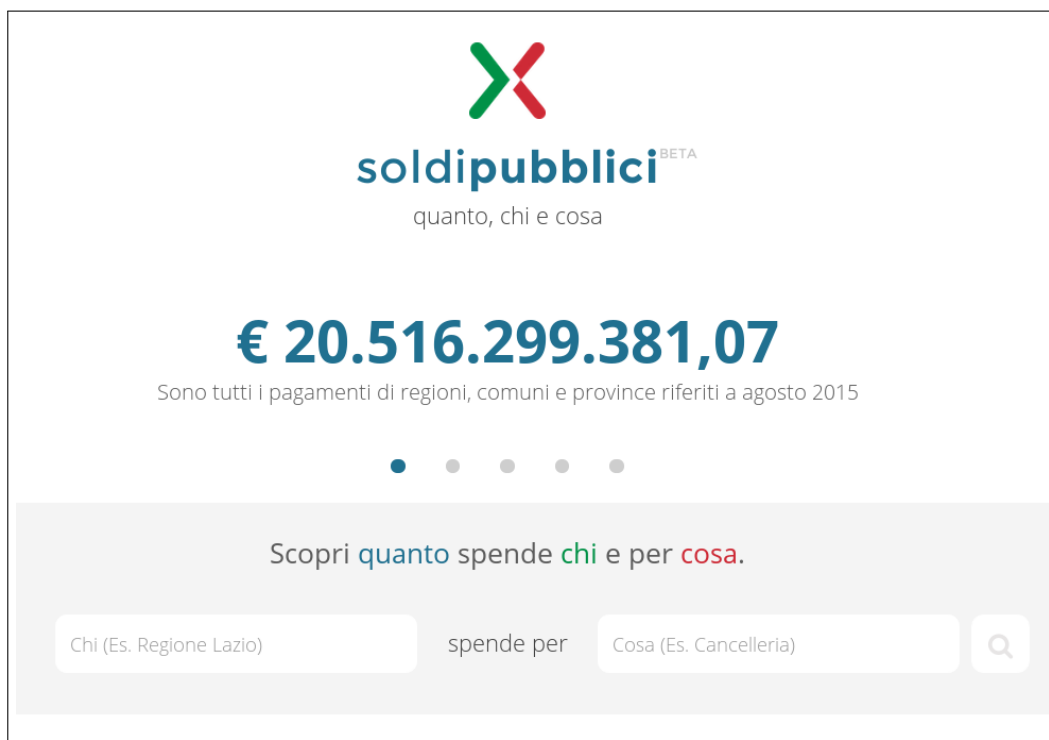 soldipubblici BETA
quanto, chi e cosa
€ 20.516.299.381,07
Sono tutti i pagamenti di regioni, comuni e province riferiti a agosto 2015
Scopri quanto spende chi e per cosa.
Chi (Es. Regione Lazio) spende per Cosa (Es. Cancelleria)